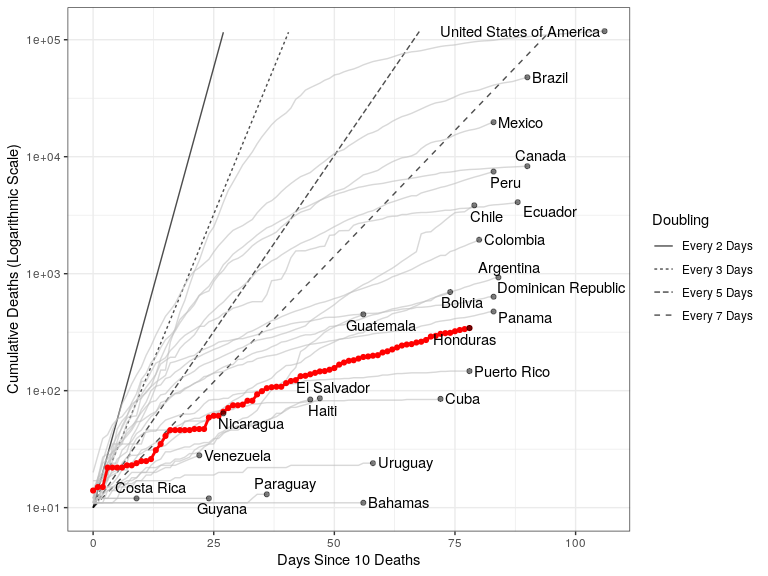 1e+05
1e+04
1e+03
1e+02
1e+01
Cumulative Deaths (Logarithmic Scale)
United States of America
Brazil
Mexico
Canada
Peru
Chile
Ecuador
Colombia
Argentina
Dominican Republic
Bolivia
Guatemala
Panama
Honduras
Puerto Rico
El Salvador
Haiti
Cuba
Nicaragua
Venezuela
Uruguay
Costa Rica
Paraguay
Guyana
Bahamas
0
25
50
75
100
Days Since 10 Deaths
Doubling
Every 2 Days
Every 3 Days
Every 5 Days
Every 7 Days